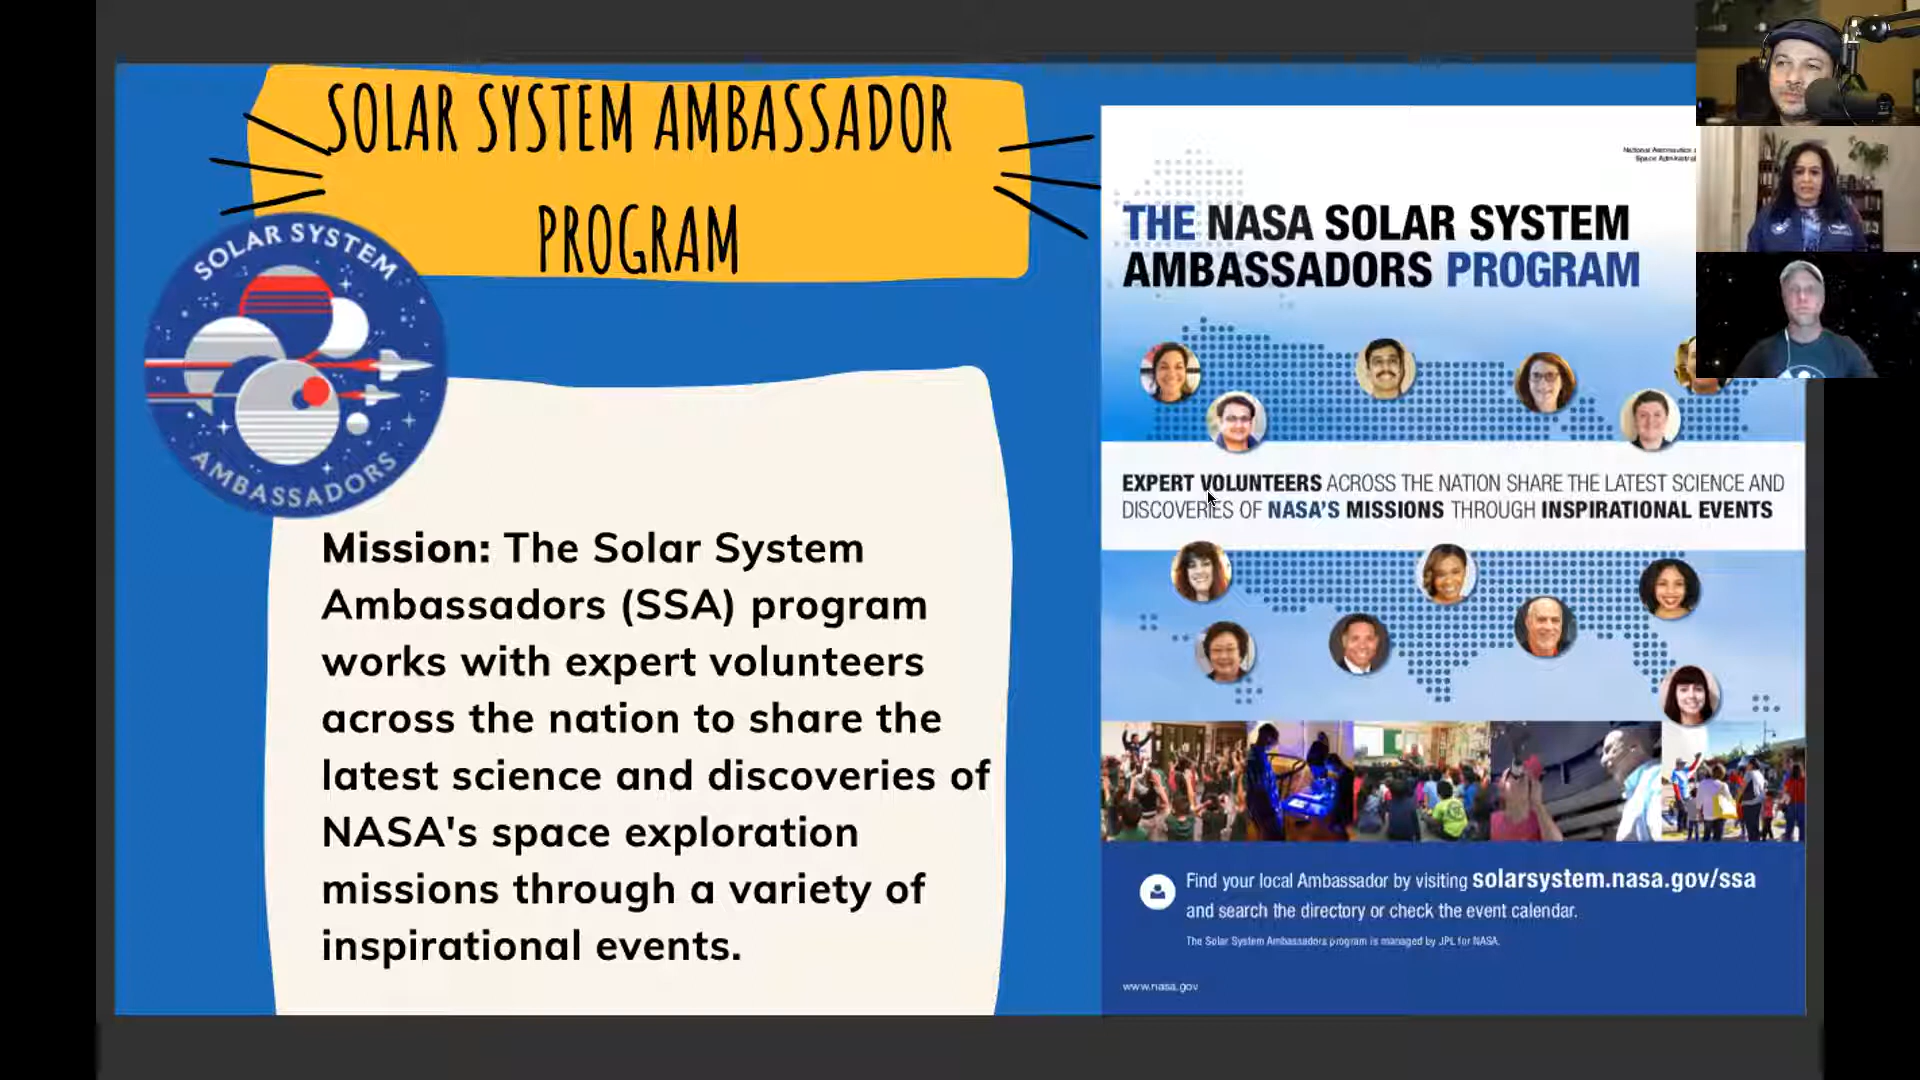 SOLAR SYSTEM AMBASSADOR
PROGRAM
SOLAR SYSTEM
AMBASSADORS
Mission: The Solar System
Ambassadors (SSA) program
works with expert volunteers
across the nation to share the
latest science and discoveries of
NASA's space exploration
missions through a variety of
inspirational events.
National Aeronautics
Space
THE NASA SOLAR SYSTEM
AMBASSADORS PROGRAM
EXPERT VOLUNTEERS ACROSS THE NATION SHARE THE LATEST SCIENCE AND
DISCOVERIES OF NASA'S MISSIONS THROUGH INSPIRATIONAL EVENTS
Find your local Ambassador by visiting solarsystem.nasa.gov/ssa
and search the directory or check the event calendar.
The Solar System Ambassadors program is managed by JPL for NASA.
www.nasa.gov